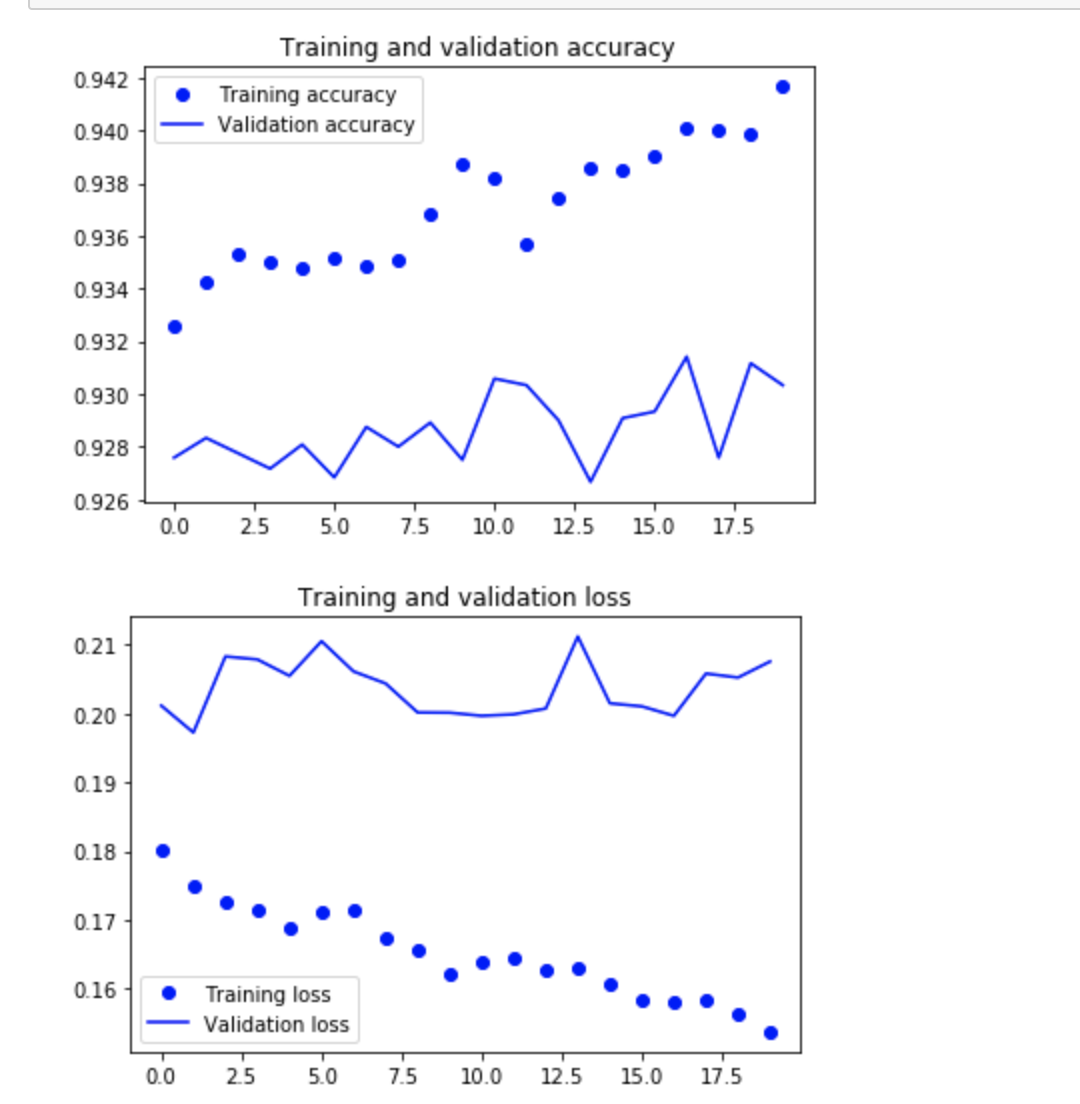 Training and validation accuracy
0.942
0.940
0.938
0.936
0.934
0.932
0.930
0.928
0.926
Training accuracy
Validation accuracy
0.0 2.5 5.0 7.5 10.0 12.5 15.0 17.5
Training and validation loss
0.21
0.20
0.19
0.18
0.17
0.16
Training loss
Validation loss
0.0 2.5 5.0 7.5 10.0 12.5 15.0 17.5